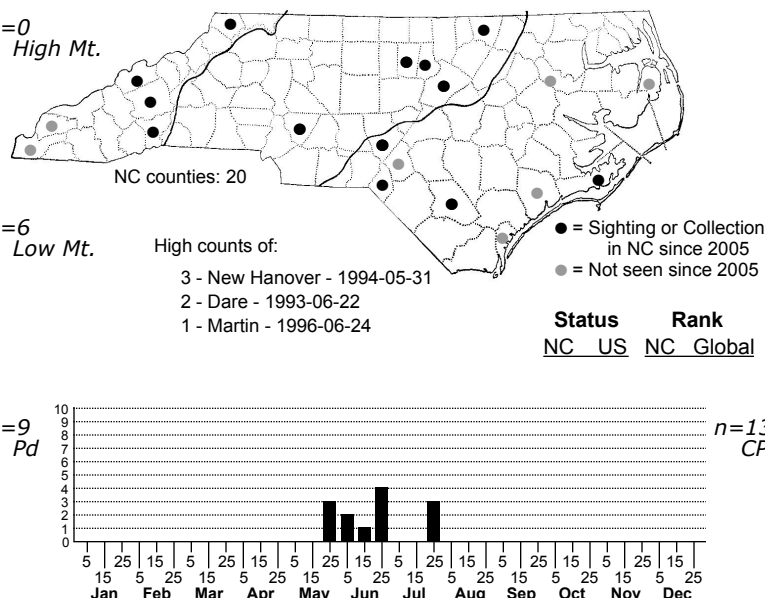 =0
High Mt.
NC counties: 20
=6
Low Mt.
High counts of:
3 - New Hanover - 1994-05-31
2 - Dare - 1993-06-22
1 - Martin - 1996-06-24
= Sighting or Collection
in NC since 2005
= Not seen since 2005
Status Rank
NC US NC Global
=9
Pd
n=13
CP
10
9
8
7
6
5
4
3
2
1
0
5 25 15 5 25 15 5 25 15 5 25 15 5 25 15 5 25 15
15 5 25 15 5 25 15 5 25 15 5 25 15 5 25 15 5 25
Jan Feb Mar Apr May Jun Jul Aug Sep Oct Nov Dec